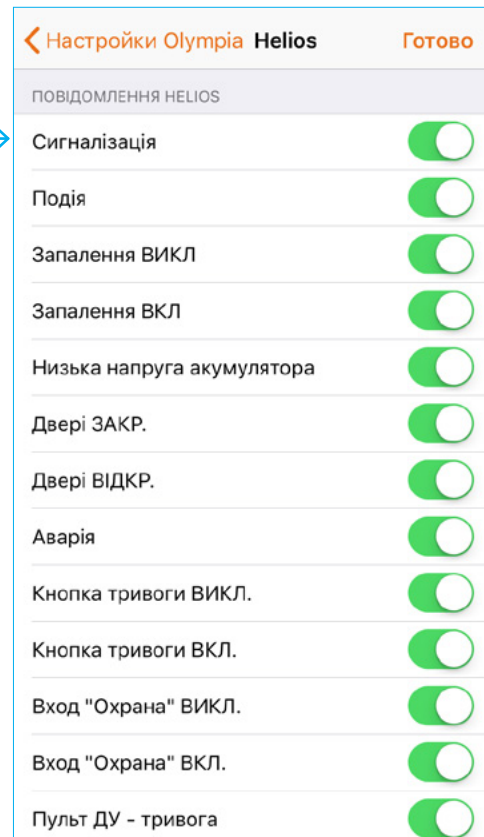 Настройки Olympia Helios Готово
ПОВІДОМЛЕННЯ HELIOS
Сигналізація
Подія
Запалення ВИКЛ
Запалення ВКЛ
Низька напруга акумулятора
Двері ЗАКР.
Двері ВІДКР.
Аварія
Кнопка тривоги ВИКЛ.
Кнопка тривоги ВКЛ.
Вход "Охрана" ВИКЛ.
Вход "Охрана" ВКЛ.
Пульт ДУ - тривога